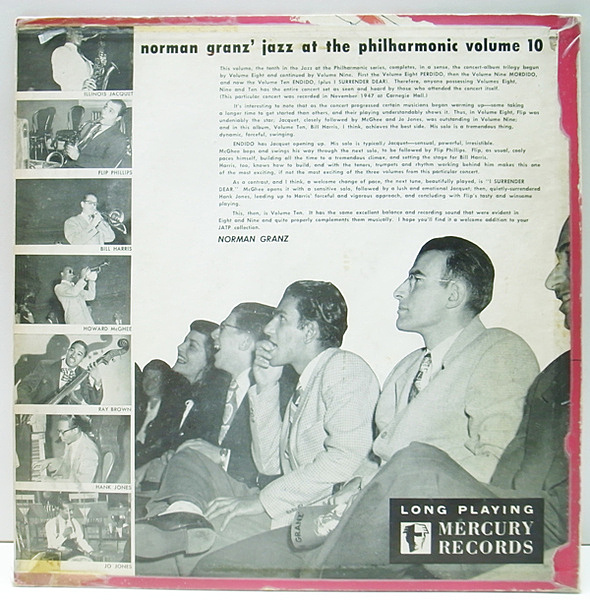 norman granz' jazz at the philharmonic volume 10
This volume, the tenth in the Jazz at the Philharmonic series, completes, in a sense, the concert-album trilogy begun
by Volume Eight and continued by Volume Nine. First the Volume Eight PERDIDO, then the Volume Nine MORDIDO,
and now the Volume Ten ENDIDO, (plus I SURRENDER DEAR). Therefore, anyone possessing Volumes Eight,
Nine and Ten has the entire concert set as seen and heard by those who attended the concert itself.
(This particular concert was recorded in November 1947 at Carnegie Hall.)
It's interesting to note that as the concert progressed certain musicians began warming up—some taking
a longer time to get started than others, and their playing understandably shows it. Thus, in Volume Eight, Flip was
undeniably the star; Jacquet, closely followed by McGhee and Jo Jones, was outstanding in Volume Nine;
and in this album, Volume Ten, Bill Harris, I think, achieves the best side. His solo is a tremendous thing,
dynamic, forceful, swinging.
ENDIDO has Jacquet opening up. His solo is typically Jacquet—sensual, powerful, irresistible.
McGhee bops and swings his way through the next solo, to be followed by Flip Phillips. Flip, as usual, coolly
paces himself, building all the time to a tremendous climax, and setting the stage for Bill Harris.
Harris, too, knows how to build, and with the tenors, trumpets and rhythm working behind him makes this one
of the most exciting, if not the most exciting of the three volumes from this particular concert.
As a contrast, and I think, a welcome change of pace, the next tune, beautifully played, is "I SURRENDER
DEAR." McGhee opens it with a sensitive solo, followed by a lush and emotional Jacquet; then, quietly-surrendered
Hank Jones, leading up to Harris' forceful and vigorous approach, and concluding with Flip's tasty and winsome
playing.
This, then, is Volume Ten. It has the same excellent balance and recording sound that were evident in
Eight and Nine and quite properly complements them musically. I hope you'll find it a welcome addition to your
JATP collection.
NORMAN GRANZ
ILLINOIS JACQUET
FLIP PHILLIPS
BILL HARRIS
HOWARD McGHEE
RAY BROWN
HANK JONES
JO JONES
GRANZ
LONG PLAYING
MERCURY
RECORDS